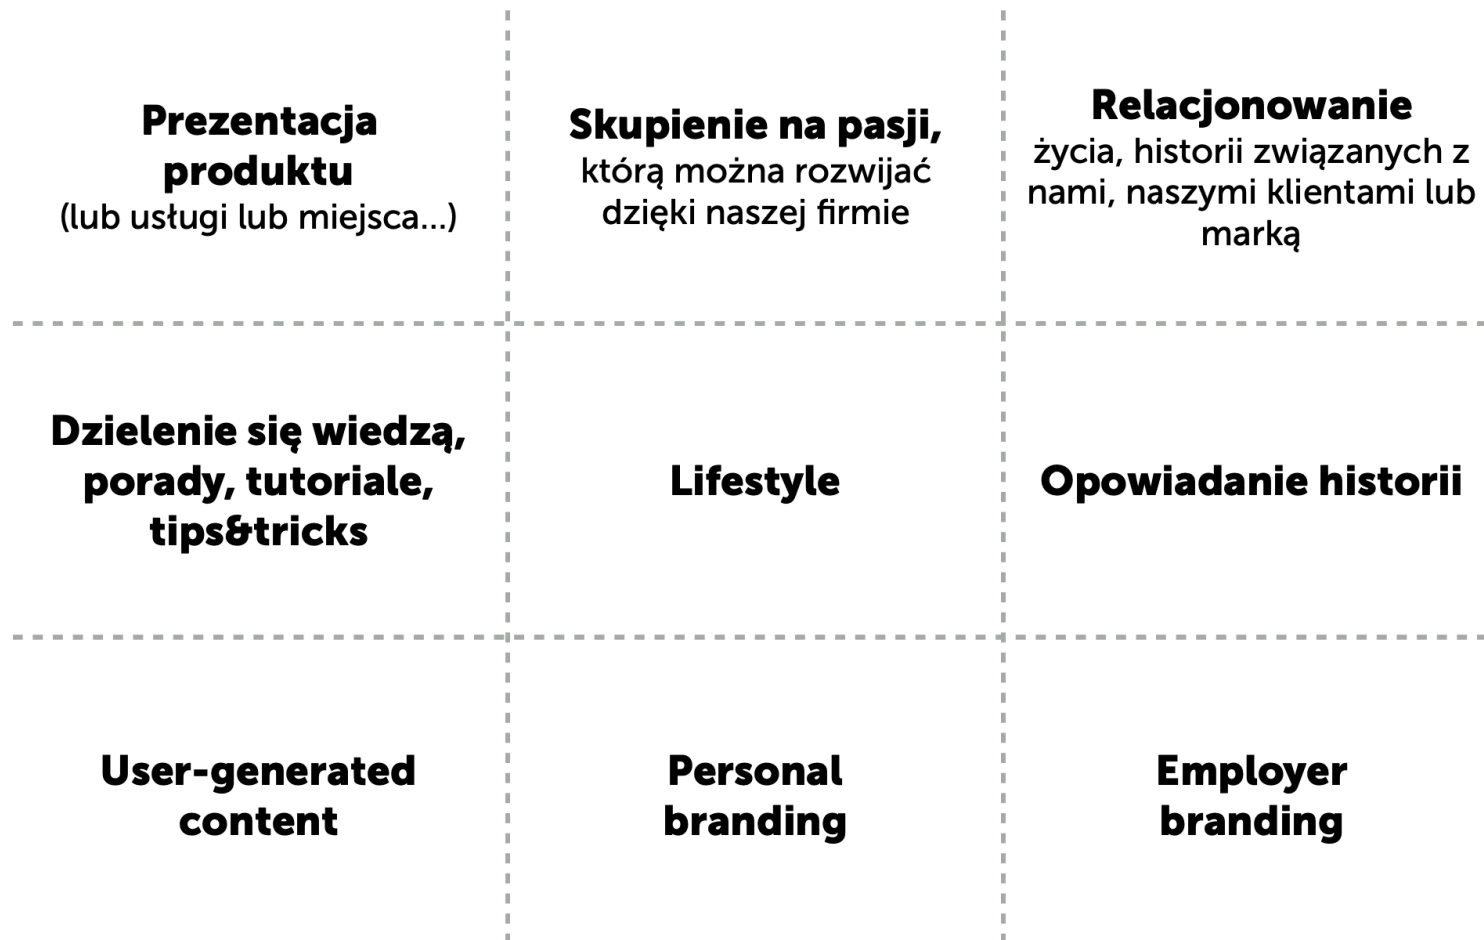 Prezentacja
produktu
(lub usługi lub miejsca...)
Skupienie na pasji,
którą można rozwijać
dzięki naszej firmie
Relacjonowanie
życia, historii związanych z
nami, naszymi klientami lub
marką
Dzielenie się wiedzą,
porady, tutoriale,
tips&tricks
Lifestyle
Opowiadanie historii
User-generated
content
Personal
branding
Employer
branding